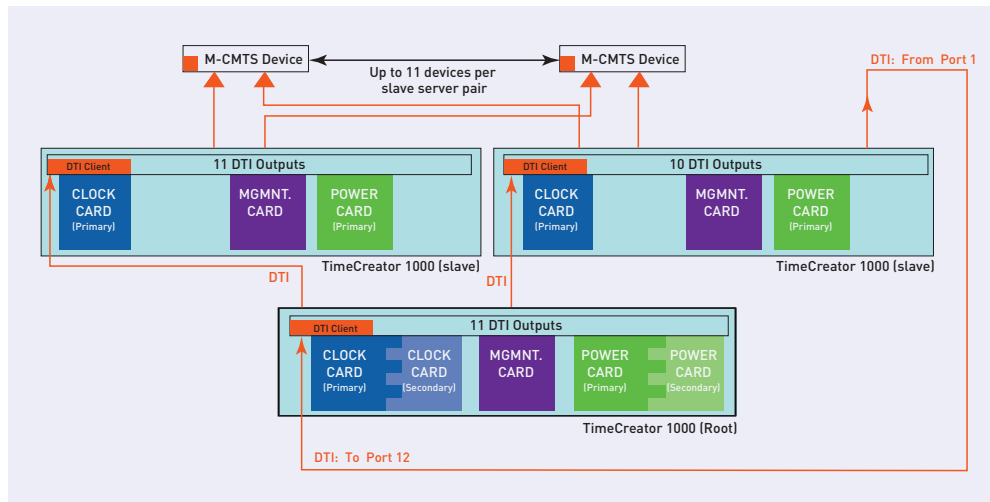 M-CMTS Device
M-CMTS Device
Up to 11 devices per
slave server pair
DTI: From Port 1
11 DTI Outputs
DTI Client
CLOCK
CARD
(Primary)
MGMNT.
CARD
POWER
CARD
(Primary)
TimeCreator 1000 (slave)
10 DTI Outputs
DTI Client
CLOCK
CARD
(Primary)
MGMNT.
CARD
POWER
CARD
(Primary)
TimeCreator 1000 (slave)
DTI
DTI
11 DTI Outputs
DTI Client
CLOCK
CARD
(Primary)
CLOCK
CARD
(Secondary)
MGMNT.
CARD
POWER
CARD
(Primary)
POWER
CARD
(Secondary)
TimeCreator 1000 (Root)
DTI: To Port 12